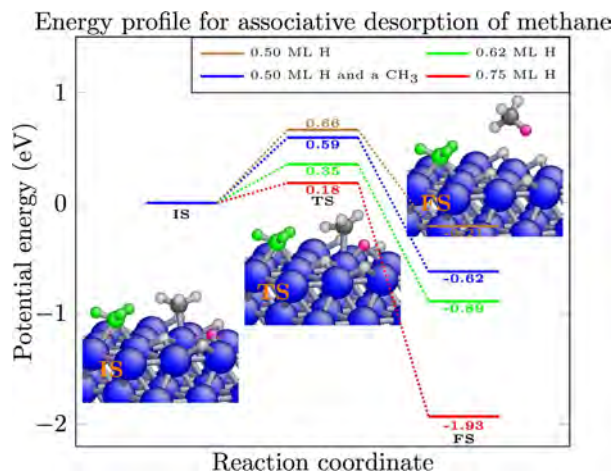 Energy profile for associative desorption of methane
0.50 ML H
0.62 ML H
0.50 ML H and a CH₃
0.75 ML H
Potential energy (eV)
1
0
−1
−2
0.66
0.59
0.35
0.18
IS
TS
FS
TS
IS
-0.62
-0.89
-1.93
FS
Reaction coordinate